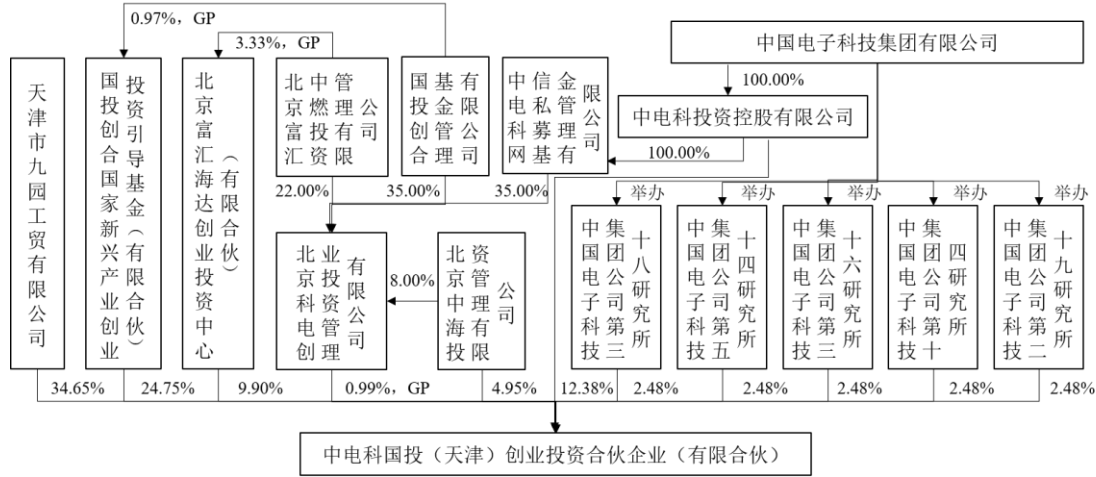 0.97%，GP
3.33%，GP
中国电子科技集团有限公司
100.00%
中电科投资控股有限公司
100.00%
天津市九园工贸有限公司
国投创合国家新兴产业创业
投资引导基金（有限合伙）
北京富汇海达创业投资中心
（有限合伙）
北京富汇
中燃投资
管理有限
公司
国投创合
基金管理
有限公司
中电科网
信私募基
金管理有
限公司
22.00%
35.00%
35.00%
举办
举办
举办
举办
举办
北京科电创
业投资管理
有限公司
8.00%
北京中海投
资管理有限
公司
中国电子科技
集团公司第三
十八研究所
中国电子科技
集团公司第五
十四研究所
中国电子科技
集团公司第三
十六研究所
中国电子科技
集团公司第十
四研究所
中国电子科技
集团公司第二
十九研究所
34.65%
24.75%
9.90%
0.99%，GP
4.95%
12.38%
2.48%
2.48%
2.48%
2.48%
中电科国投（天津）创业投资合伙企业（有限合伙）